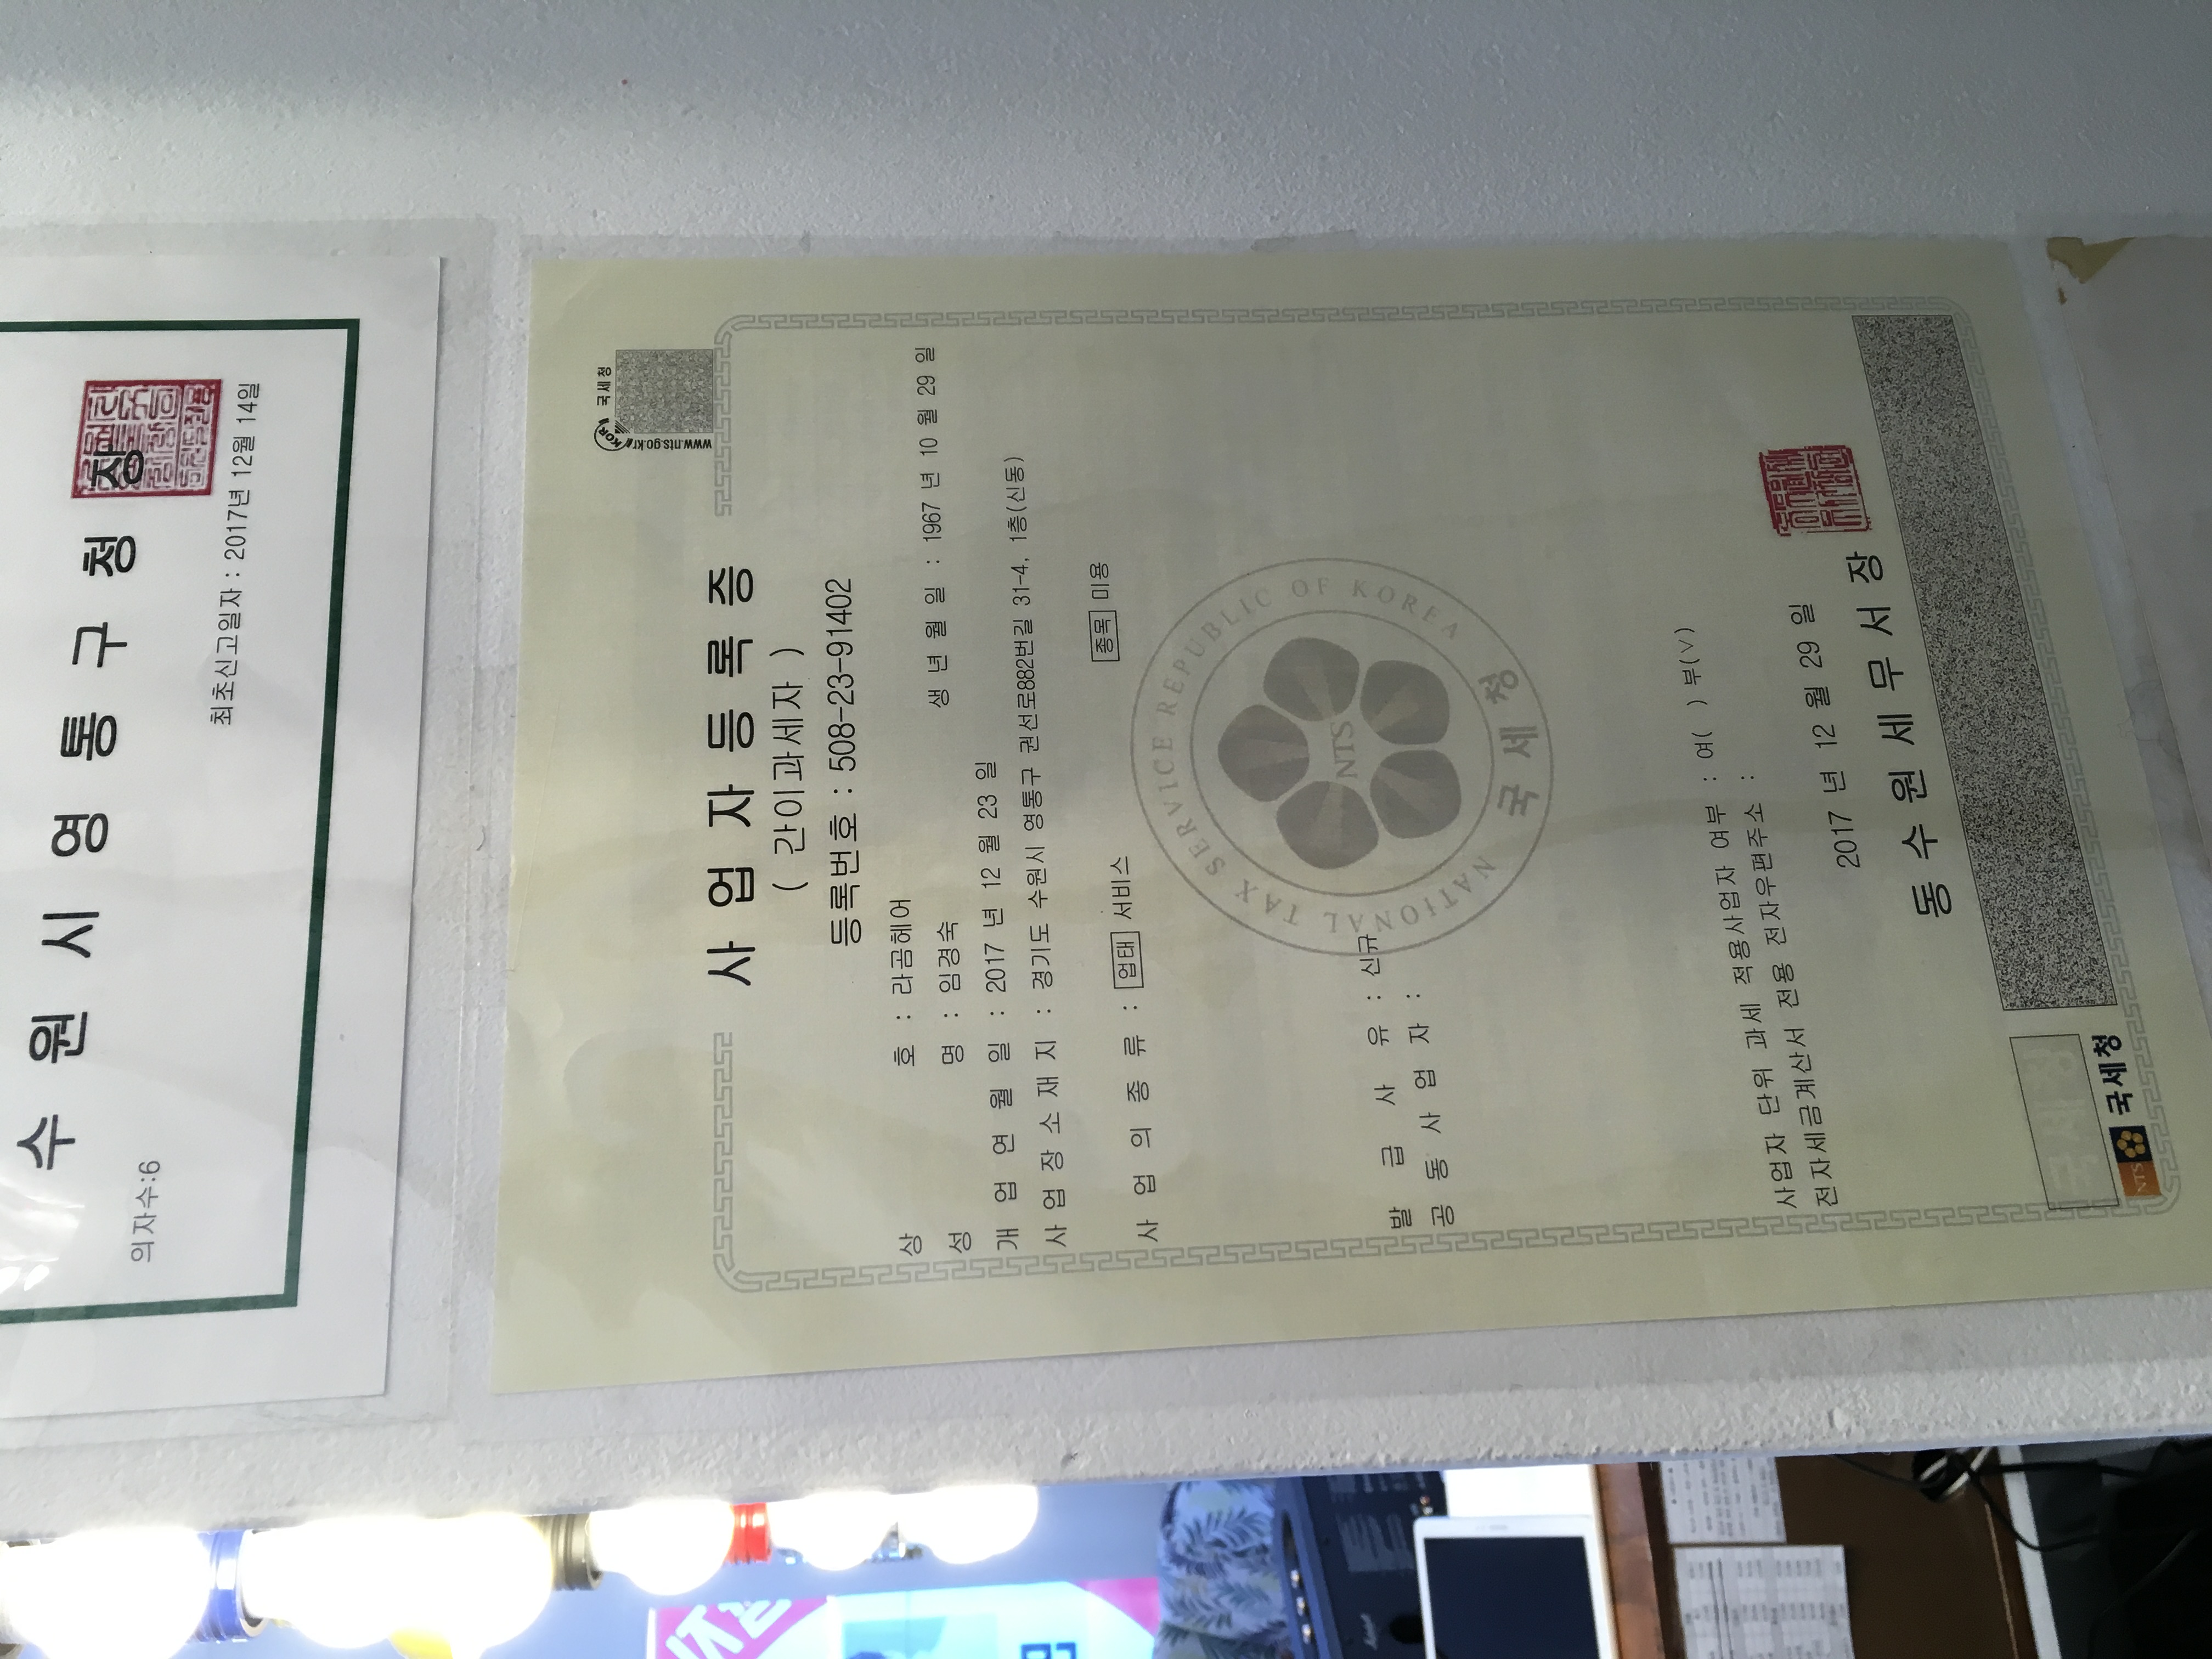 수원시영통구청장
최초신고일자 : 2017년 12월 14일
의자수:6
국세청
www.nts.go.kr
사업자등록증
( 간이과세자 )
등록번호 : 508-23-91402
상 호 : 라곰헤어
성 명 : 임경숙 생 년 월 일 : 1967 년 10 월 29 일
개 업 연 월 일 : 2017 년 12 월 23 일
사 업 장 소 재 지 : 경기도 수원시 영통구 권선로882번길 31-4, 1층(신동)
사 업 의 종 류 : 업태 서비스 종목 미용
NATIONAL TAX SERVICE REPUBLIC OF KOREA
NTS
국세청
발 급 사 유 : 신규
공 동 사 업 자 :
사업자 단위 과세 적용사업자 여부 : 여( ) 부(∨)
전자세금계산서 전용 전자우편주소 :
2017 년 12 월 29 일
동수원세무서장
NTS 국세청